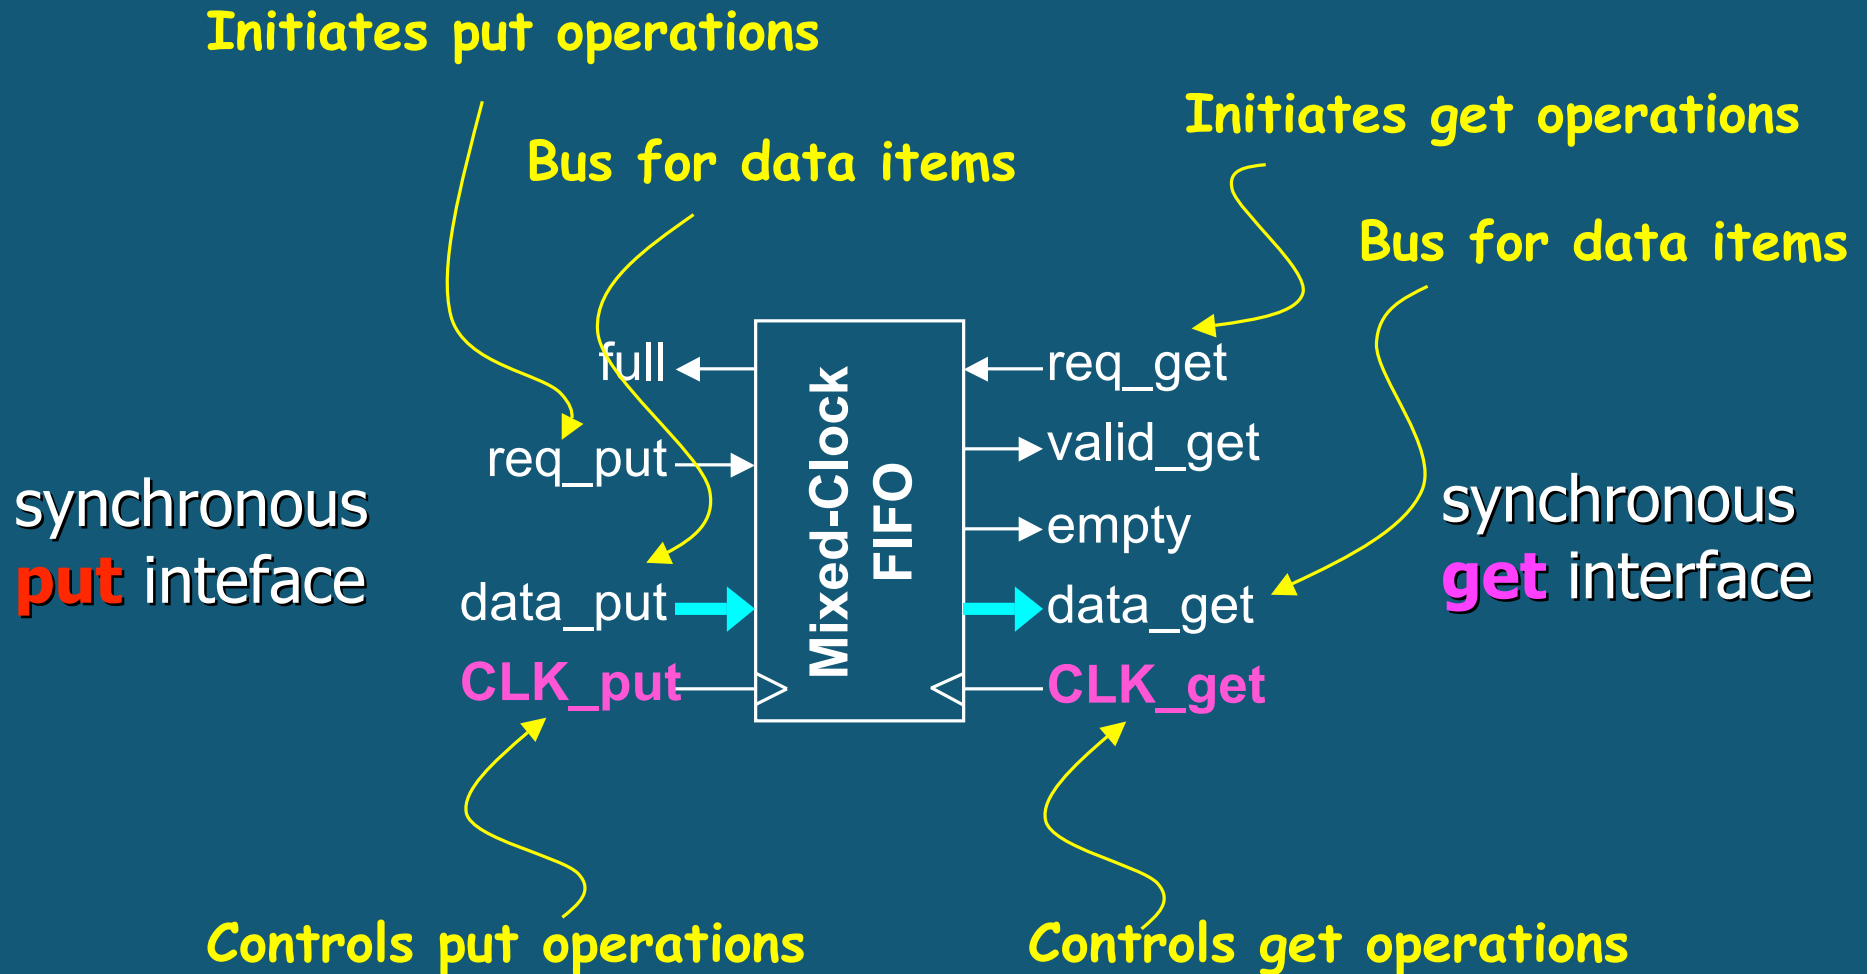 Initiates put operations
Initiates get operations
Bus for data items
Bus for data items
full
req_put
data_put
CLK_put
Mixed-Clock
FIFO
req_get
valid_get
empty
data_get
CLK_get
synchronous
put inteface
synchronous
get interface
Controls put operations
Controls get operations